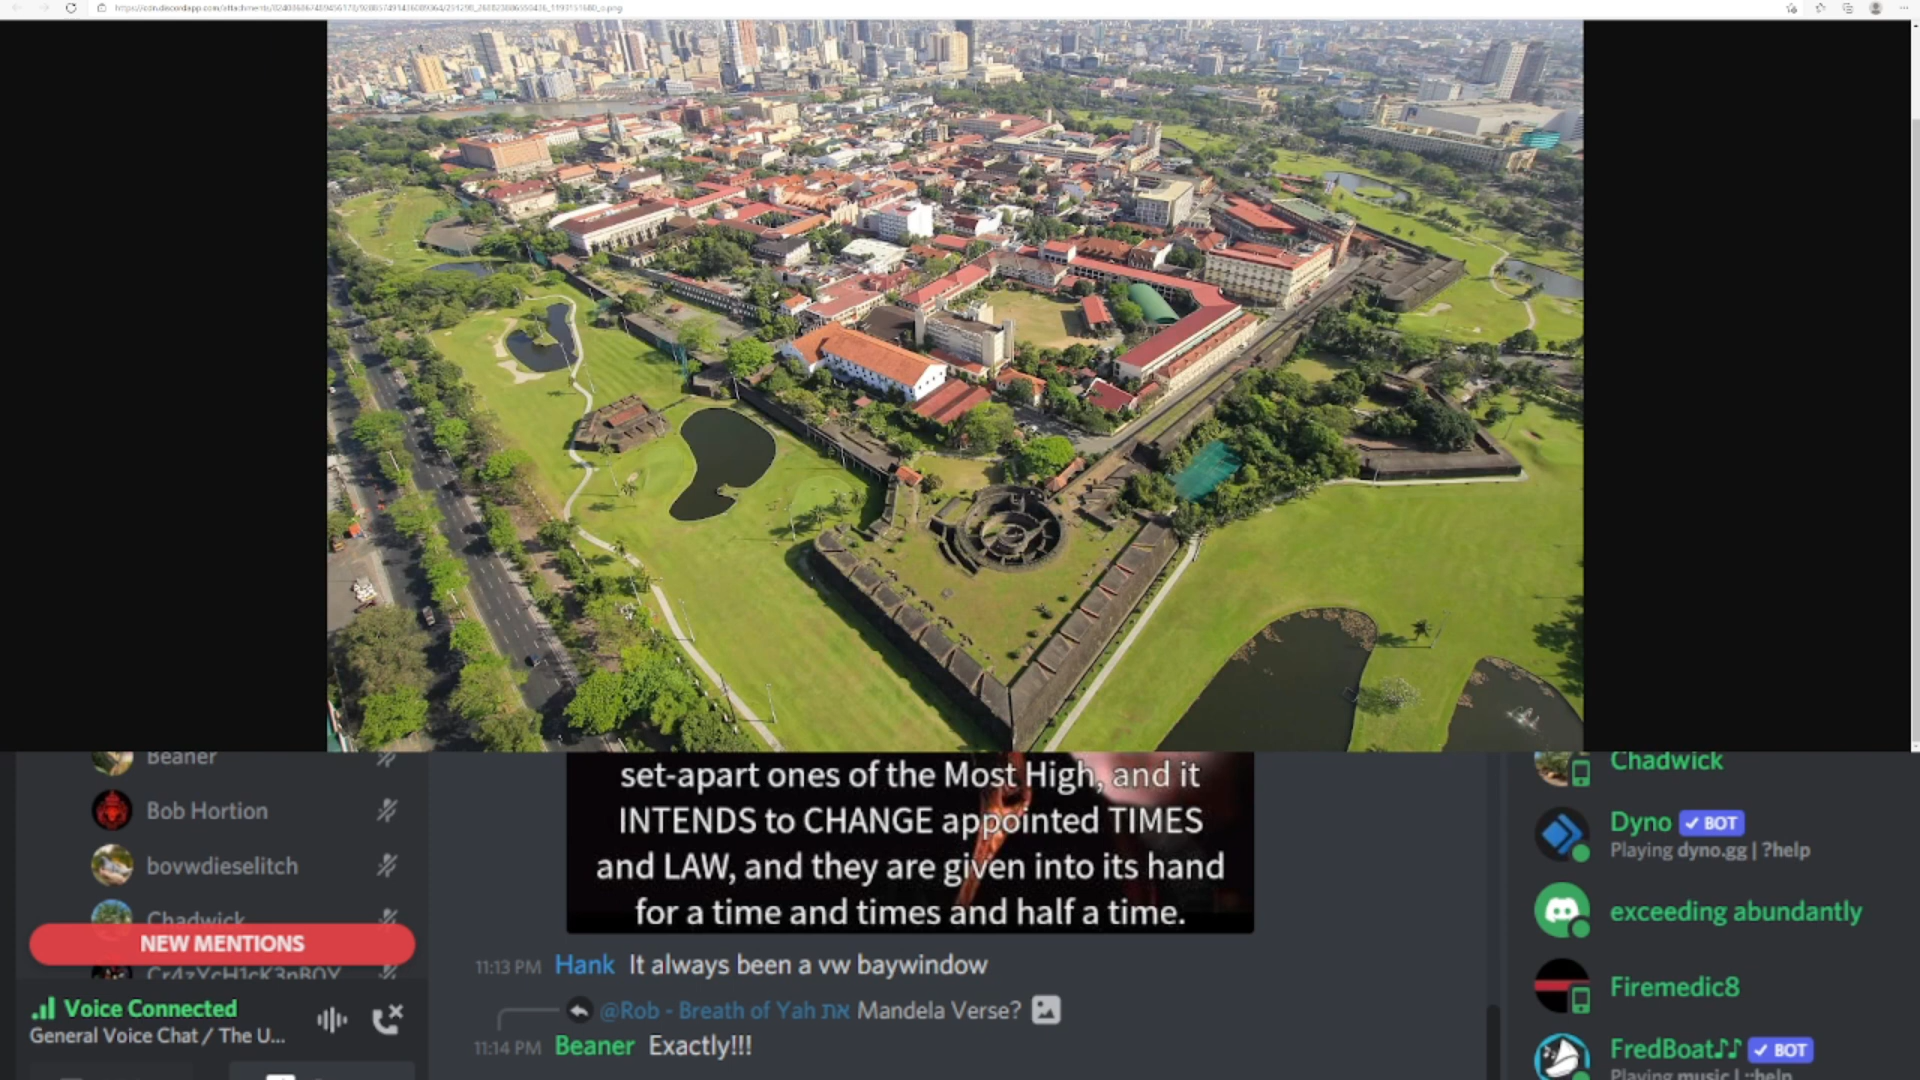 Beaner
Bob Hortion
bovwdieselitch
Chadwick
NEW MENTIONS
Cr4zYcH1cK3nB0Y
Voice Connected
General Voice Chat / The U...
set-apart ones of the Most High, and it
INTENDS to CHANGE appointed TIMES
and LAW, and they are given into its hand
for a time and times and half a time.
11:13 PM Hank It always been a vw baywindow
@Rob - Breath of Yah את Mandela Verse?
11:14 PM Beaner Exactly!!!
Chadwick
Dyno ✓ BOT
Playing dyno.gg | ?help
exceeding abundantly
Firemedic8
FredBoat♪♪ ✓ BOT
Playing music | ;;help